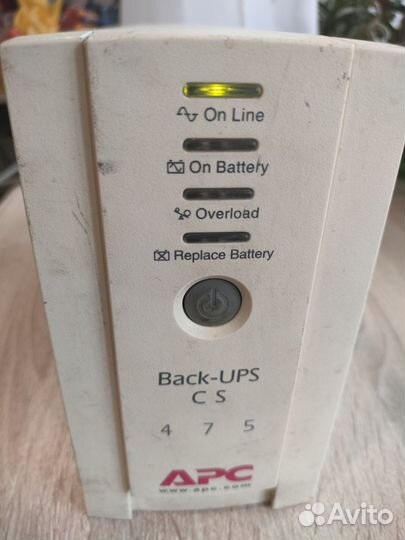 On Line
On Battery
Overload
Replace Battery
Back-UPS
C S
4 7 5
APC
www.apc.com
Avito